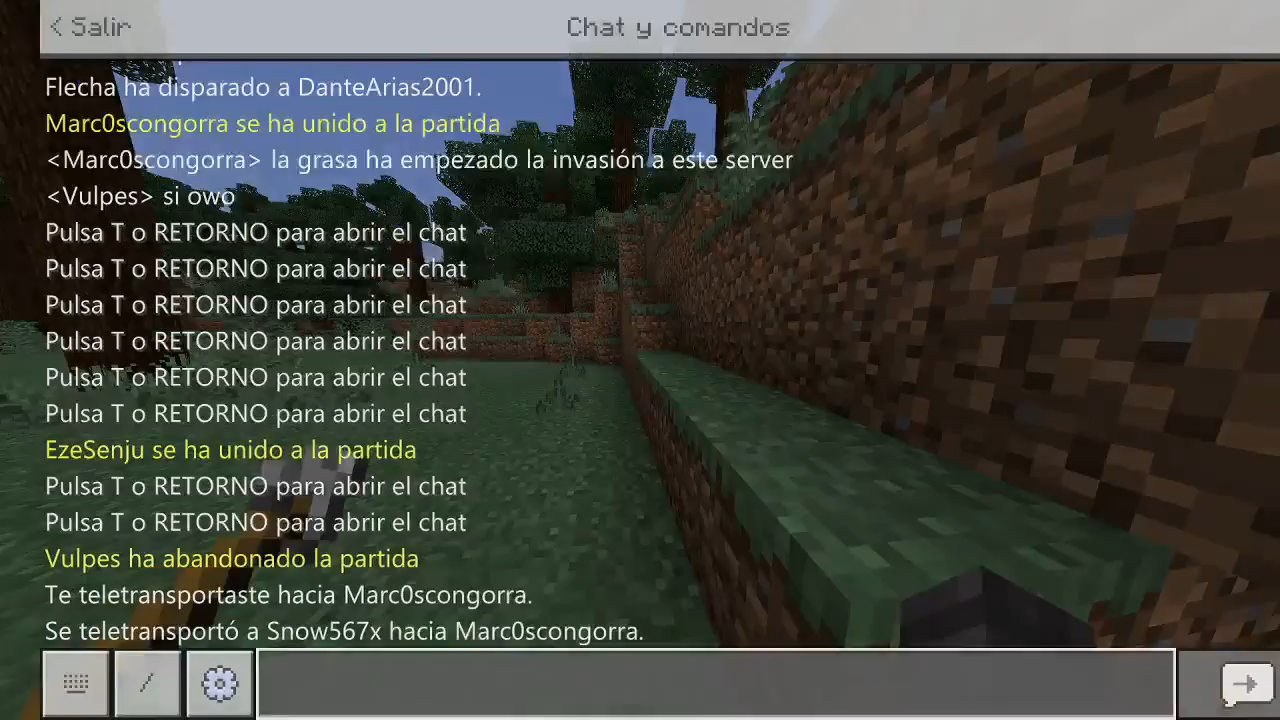 < Salir
Chat y comandos
Flecha ha disparado a DanteArias2001.
Marc0scongorra se ha unido a la partida
<Marc0scongorra> la grasa ha empezado la invasión a este server
<Vulpes> si owo
Pulsa T o RETORNO para abrir el chat
Pulsa T o RETORNO para abrir el chat
Pulsa T o RETORNO para abrir el chat
Pulsa T o RETORNO para abrir el chat
Pulsa T o RETORNO para abrir el chat
Pulsa T o RETORNO para abrir el chat
EzeSenju se ha unido a la partida
Pulsa T o RETORNO para abrir el chat
Pulsa T o RETORNO para abrir el chat
Vulpes ha abandonado la partida
Te teletransportaste hacia Marc0scongorra.
Se teletransportó a Snow567x hacia Marc0scongorra.
/